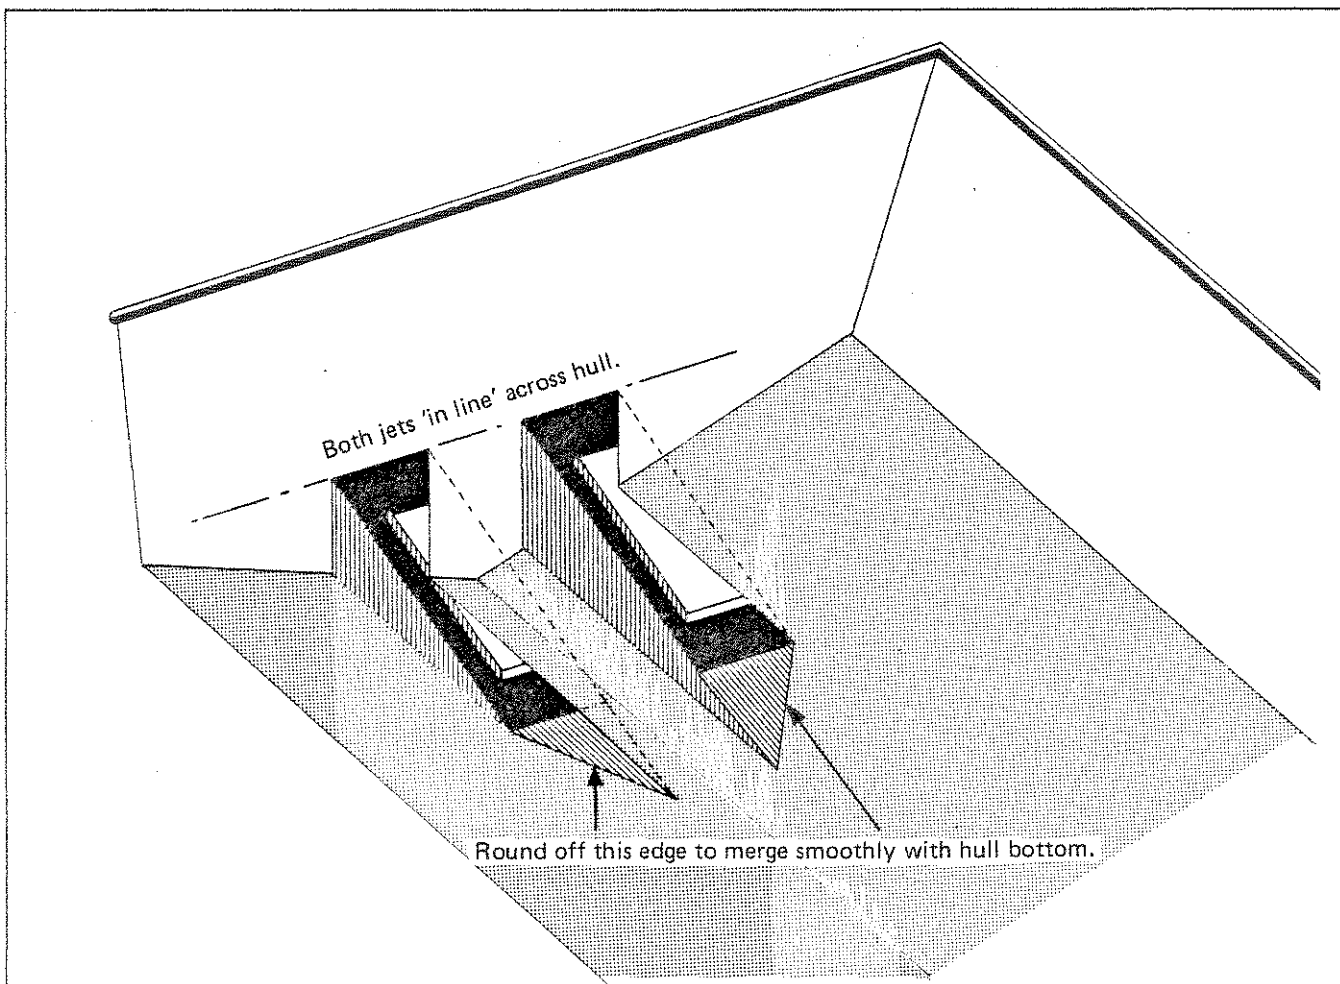 Both jets 'in line' across hull.
Round off this edge to merge smoothly with hull bottom.